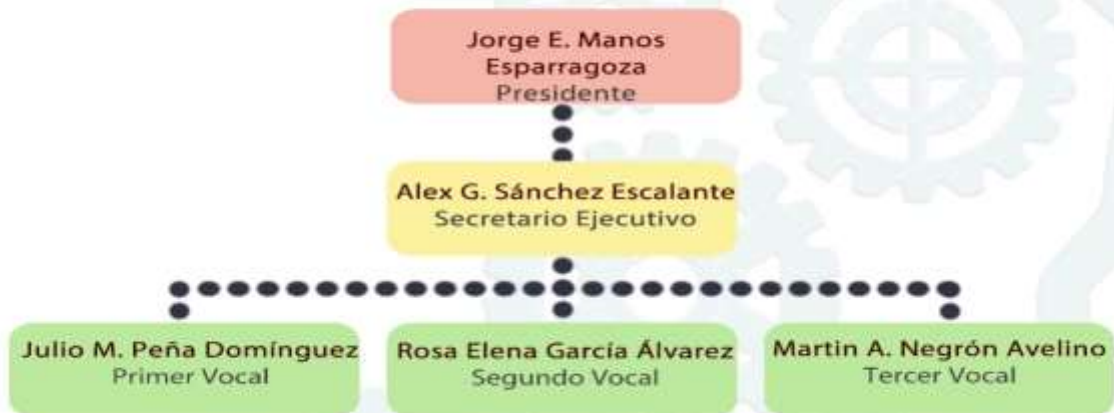 Jorge E. Manos
Esparragoza
Presidente
Alex G. Sánchez Escalante
Secretario Ejecutivo
Julio M. Peña Domínguez
Primer Vocal
Rosa Elena García Álvarez
Segundo Vocal
Martin A. Negrón Avelino
Tercer Vocal